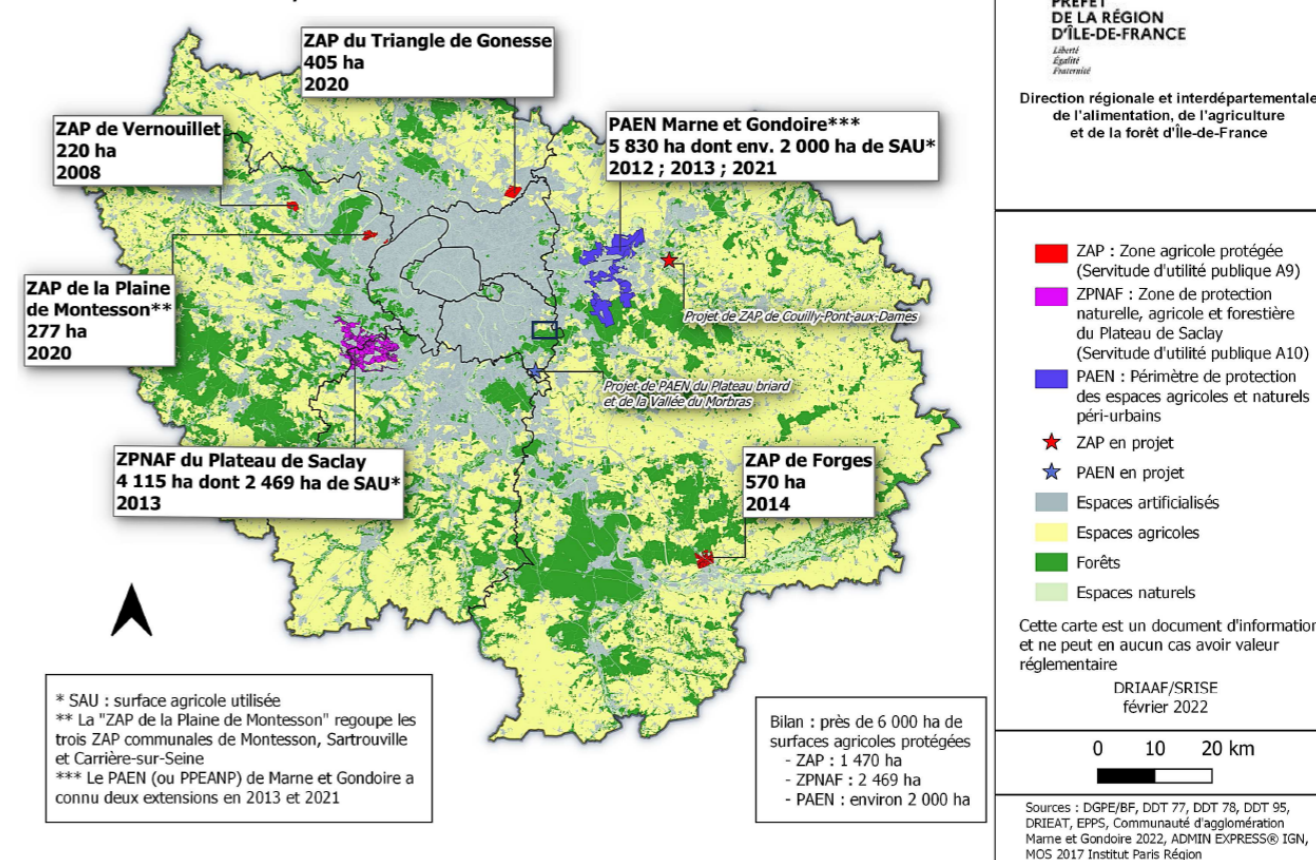 ZAP du Triangle de Gonesse
405 ha
2020
ZAP de Vernouillet
220 ha
2008
PAEN Marne et Gondoire***
5 830 ha dont env. 2 000 ha de SAU*
2012 ; 2013 ; 2021
ZAP de la Plaine
de Montesson**
277 ha
2020
Projet de ZAP de Couilly-Pont-aux-Dames
Projet de PAEN du Plateau briard
et de la Vallée du Morbras
ZPNAF du Plateau de Saclay
4 115 ha dont 2 469 ha de SAU*
2013
ZAP de Forges
570 ha
2014
* SAU : surface agricole utilisée
** La "ZAP de la Plaine de Montesson" regoupe les
trois ZAP communales de Montesson, Sartrouville
et Carrière-sur-Seine
*** Le PAEN (ou PPEANP) de Marne et Gondoire a
connu deux extensions en 2013 et 2021
Bilan : près de 6 000 ha de
surfaces agricoles protégées
- ZAP : 1 470 ha
- ZPNAF : 2 469 ha
- PAEN : environ 2 000 ha
PRÉFET
DE LA RÉGION
D'ÎLE-DE-FRANCE
Liberté
Égalité
Fraternité
Direction régionale et interdépartementale
de l'alimentation, de l'agriculture
et de la forêt d'Île-de-France
ZAP : Zone agricole protégée
(Servitude d'utilité publique A9)
ZPNAF : Zone de protection
naturelle, agricole et forestière
du Plateau de Saclay
(Servitude d'utilité publique A10)
PAEN : Périmètre de protection
des espaces agricoles et naturels
péri-urbains
ZAP en projet
PAEN en projet
Espaces artificialisés
Espaces agricoles
Forêts
Espaces naturels
Cette carte est un document d'information
et ne peut en aucun cas avoir valeur
réglementaire
DRIAAF/SRISE
février 2022
0 10 20 km
Sources : DGPE/BF, DDT 77, DDT 78, DDT 95,
DRIEAT, EPPS, Communauté d'agglomération
Marne et Gondoire 2022, ADMIN EXPRESS® IGN,
MOS 2017 Institut Paris Région